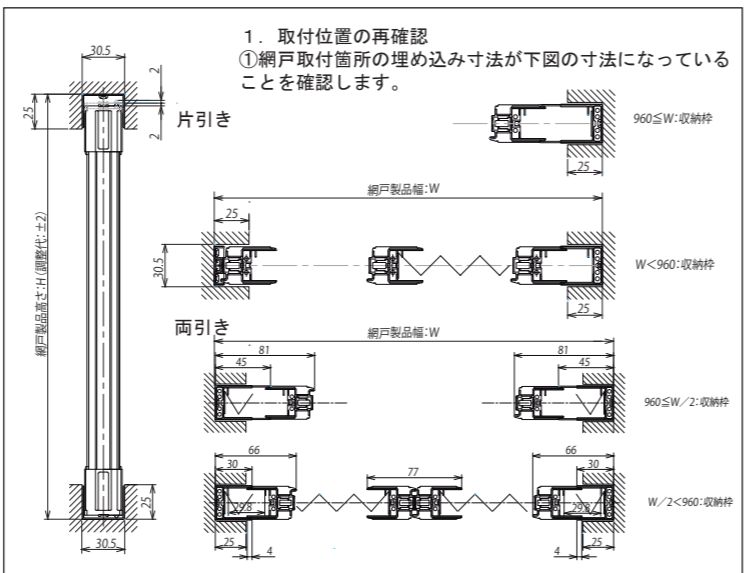 1. 取付位置の再確認
①網戸取付箇所の埋め込み寸法が下図の寸法になっている
ことを確認します。
30.5
2
25
2
片引き
960≦W:収納枠
25
網戸製品幅:W
25
30.5
W<960:収納枠
25
網戸製品高さ:H(調整代:±2)
両引き
網戸製品幅:W
81
81
45
45
960≦W/2:収納枠
66
66
30
77
30
W/2<960:収納枠
29.8
29.8
25
25
4
4
25
30.5